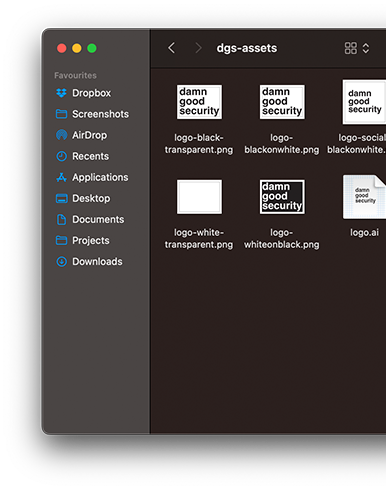 dgs-assets
Favourites
Dropbox
Screenshots
AirDrop
Recents
Applications
Desktop
Documents
Projects
Downloads
damn
good
security
logo-black-
transparent.png
damn
good
security
logo-
blackonwhite.png
damn
good
security
logo-social
blackonwhite.
logo-white-
transparent.png
damn
good
security
logo-
whiteonblack.png
damn
good
security
logo.ai